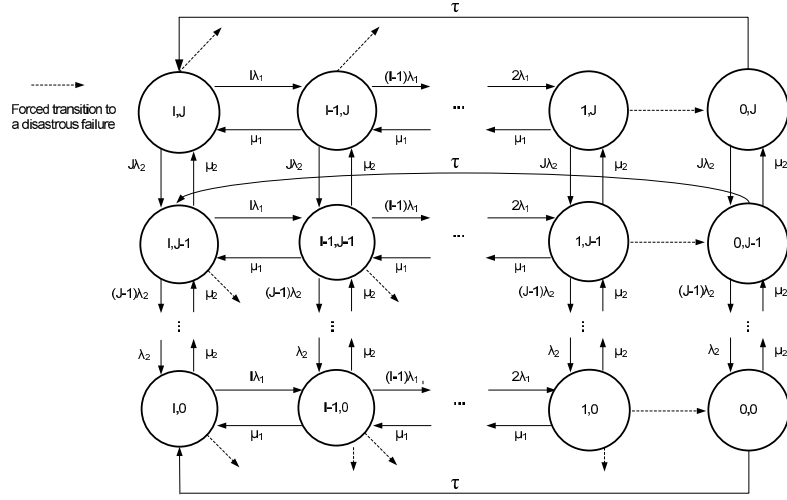 τ
Iλ₁
(I-1)λ₁
2λ₁
Forced transition to
a disastrous failure
I,J
I-1,J
...
1,J
0,J
μ₁
μ₁
μ₁
Jλ₂
μ₂
Jλ₂
μ₂
Jλ₂
μ₂
Jλ₂
μ₂
τ
Iλ₁
(I-1)λ₁
2λ₁
I,J-1
I-1,J-1
...
1,J-1
0,J-1
μ₁
μ₁
μ₁
(J-1)λ₂
μ₂
(J-1)λ₂
μ₂
(J-1)λ₂
μ₂
(J-1)λ₂
μ₂
...
...
...
...
λ₂
μ₂
λ₂
μ₂
λ₂
μ₂
λ₂
μ₂
Iλ₁
(I-1)λ₁
2λ₁
I,0
I-1,0
...
1,0
0,0
μ₁
μ₁
μ₁
τ